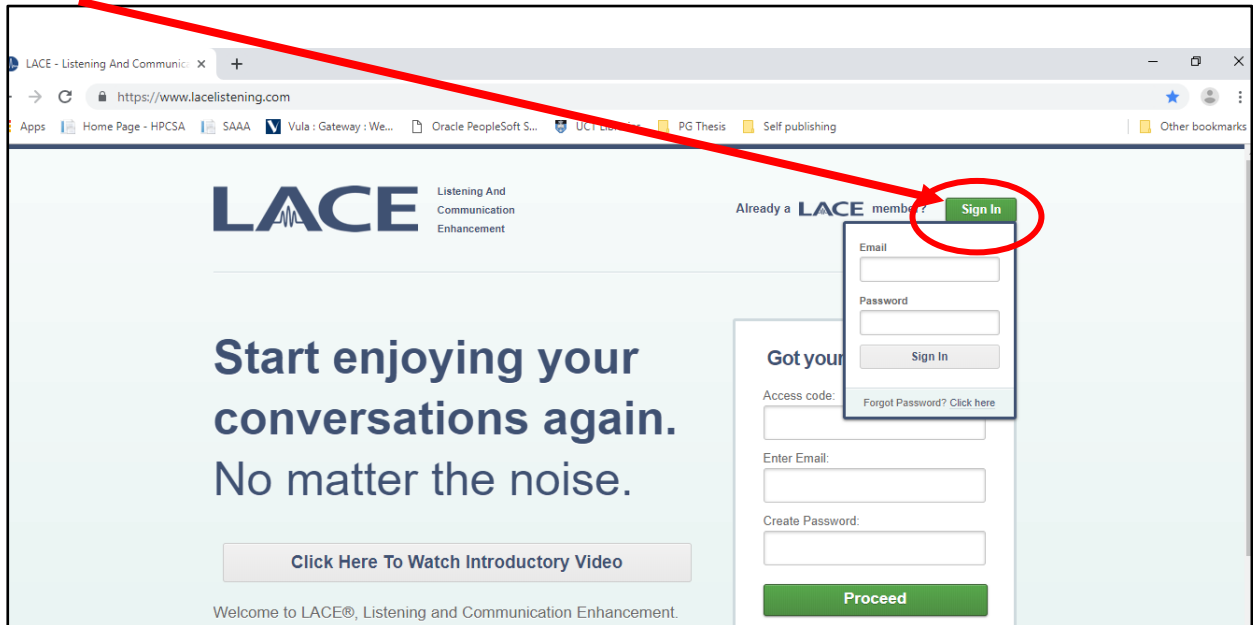 LACE - Listening And Communic
https://www.lacelistening.com
Apps Home Page - HPCSA SAAA Vula : Gateway : We... Oracle PeopleSoft S... UCT Libraries PG Thesis Self publishing Other bookmarks
LACE
Listening And
Communication
Enhancement
Already a LACE member? Sign In
Email
Password
Sign In
Forgot Password? Click here
Start enjoying your
conversations again.
No matter the noise.
Click Here To Watch Introductory Video
Welcome to LACE®, Listening and Communication Enhancement.
Got your
Access code:
Enter Email:
Create Password:
Proceed